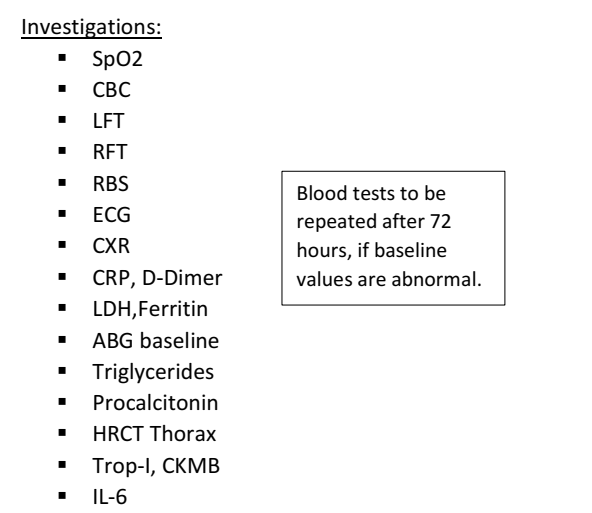 Investigations:
▪ SpO2
▪ CBC
▪ LFT
▪ RFT
▪ RBS
▪ ECG
▪ CXR
▪ CRP, D-Dimer
▪ LDH,Ferritin
▪ ABG baseline
▪ Triglycerides
▪ Procalcitonin
▪ HRCT Thorax
▪ Trop-I, CKMB
▪ IL-6
Blood tests to be
repeated after 72
hours, if baseline
values are abnormal.